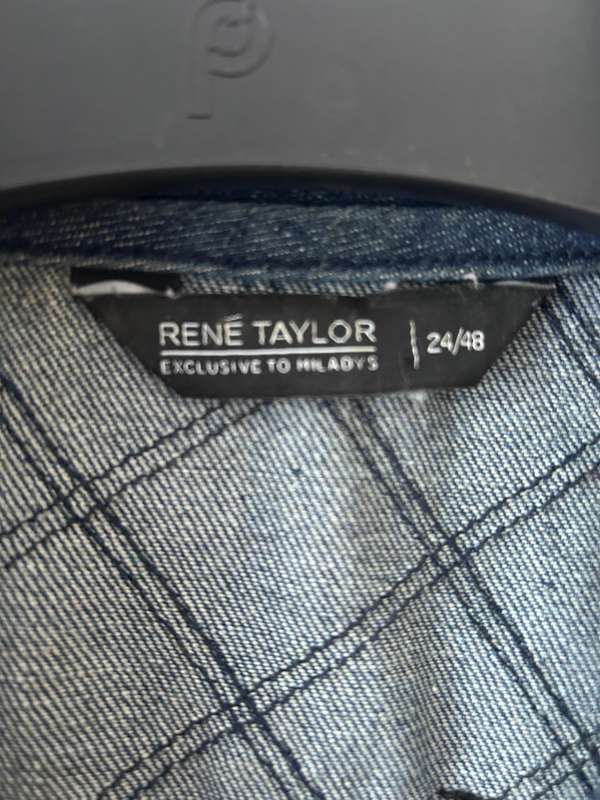 RENÉ TAYLOR
EXCLUSIVE TO MILADYS
24/48